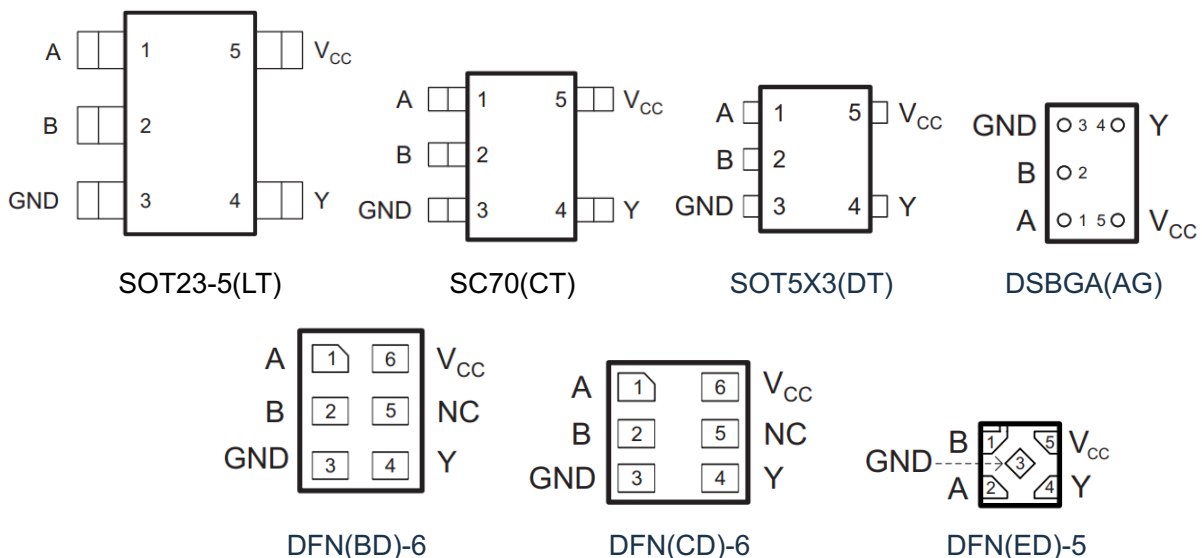 A 1 5 VCC
B 2
GND 3 4 Y
SOT23-5(LT)
A 1 5 VCC
B 2
GND 3 4 Y
SC70(CT)
A 1 5 VCC
B 2
GND 3 4 Y
SOT5X3(DT)
GND 3 4 Y
B 2
A 1 5 VCC
DSBGA(AG)
A 1 6 VCC
B 2 5 NC
GND 3 4 Y
DFN(BD)-6
A 1 6 VCC
B 2 5 NC
GND 3 4 Y
DFN(CD)-6
B 1 5 VCC
GND 3
A 2 4 Y
DFN(ED)-5